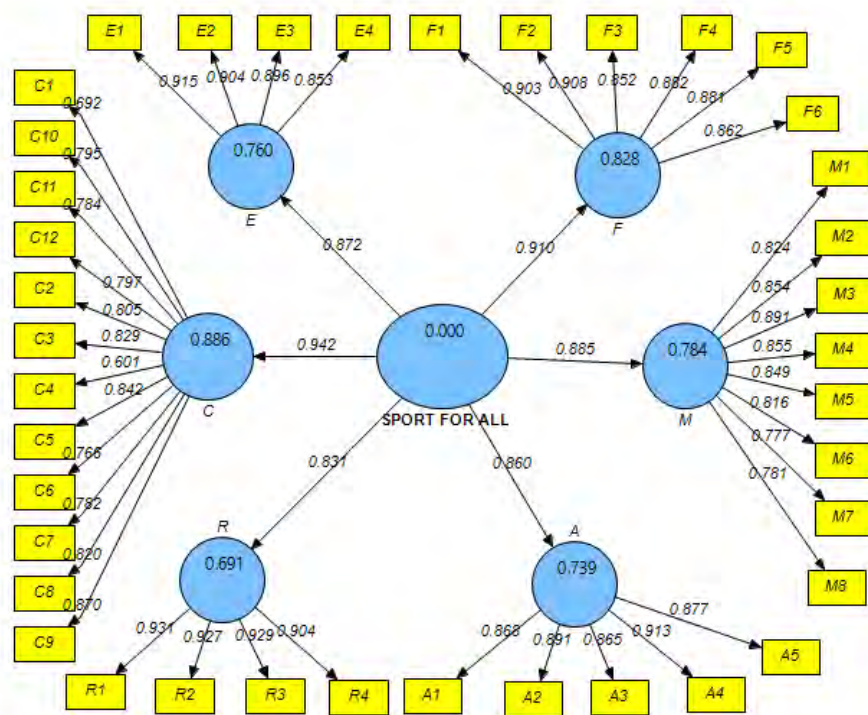 E1
E2
E3
E4
F1
F2
F3
F4
F5
F6
0.915
0.904
0.896
0.853
0.903
0.908
0.852
0.882
0.881
0.862
0.760
E
0.828
F
C1
C10
C11
C12
C2
C3
C4
C5
C6
C7
C8
C9
0.692
0.795
0.784
0.797
0.805
0.829
0.601
0.842
0.766
0.782
0.820
0.870
0.886
C
0.872
0.910
0.942
0.885
0.831
0.860
0.000
SPORT FOR ALL
0.784
M
0.824
0.854
0.891
0.855
0.849
0.816
0.777
0.781
M1
M2
M3
M4
M5
M6
M7
M8
R
0.691
0.931
0.927
0.929
0.904
R1
R2
R3
R4
A
0.739
0.868
0.891
0.865
0.913
0.877
A1
A2
A3
A4
A5